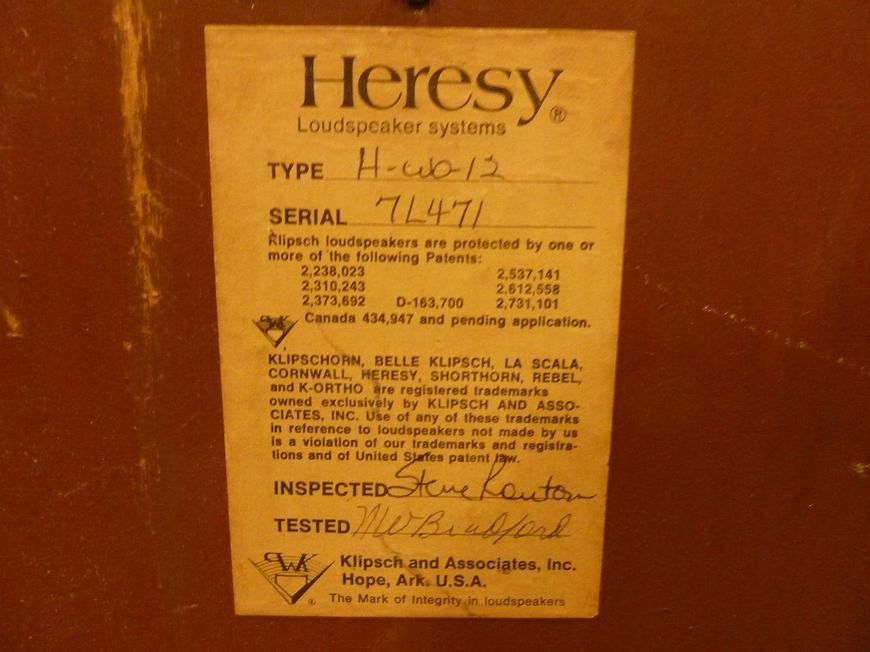 Heresy®
Loudspeaker systems
TYPE H-WO-12
SERIAL 7L471
Klipsch loudspeakers are protected by one or
more of the following Patents:
2,238,023 2,537,141
2,310,243 2,612,558
2,373,692 D-163,700 2,731,101
PWK Canada 434,947 and pending application.
KLIPSCHORN, BELLE KLIPSCH, LA SCALA,
CORNWALL, HERESY, SHORTHORN, REBEL,
and K-ORTHO are registered trademarks
owned exclusively by KLIPSCH AND ASSO-
CIATES, INC. Use of any of these trademarks
in reference to loudspeakers not made by us
is a violation of our trademarks and registra-
tions and of United States patent law.
INSPECTED Steve
TESTED Bradford
PWK® Klipsch and Associates, Inc.
Hope, Ark. U.S.A.
The Mark of Integrity in loudspeakers